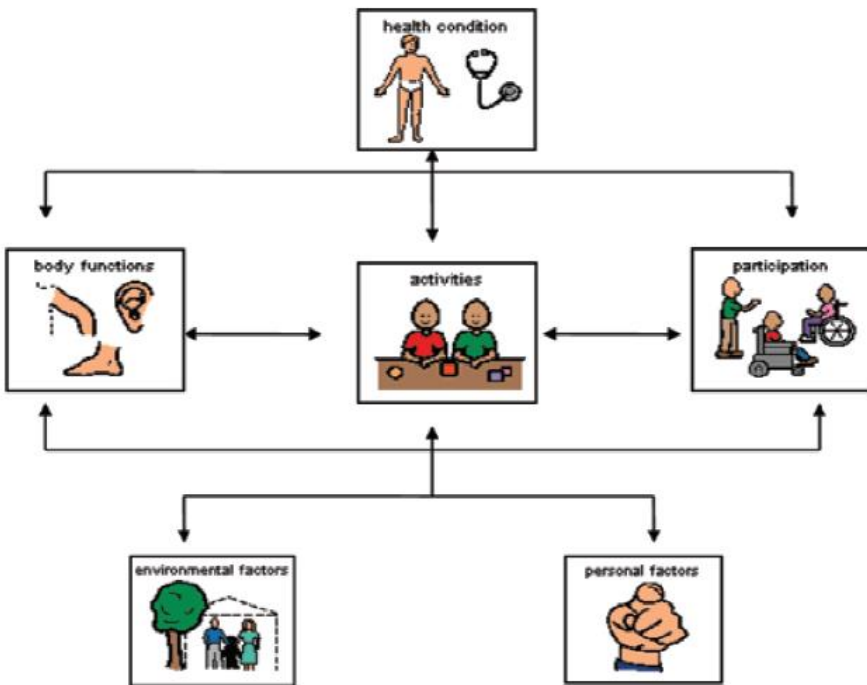 health condition
body functions
activities
participation
environmental factors
personal factors